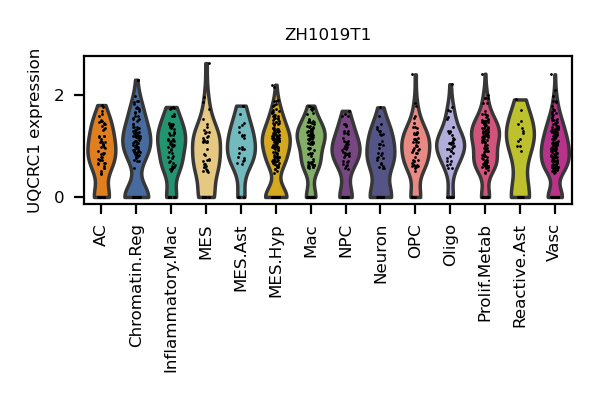 ZH1019T1
UQCRC1 expression
2
0
AC
Chromatin.Reg
Inflammatory.Mac
MES
MES.Ast
MES.Hyp
Mac
NPC
Neuron
OPC
Oligo
Prolif.Metab
Reactive.Ast
Vasc